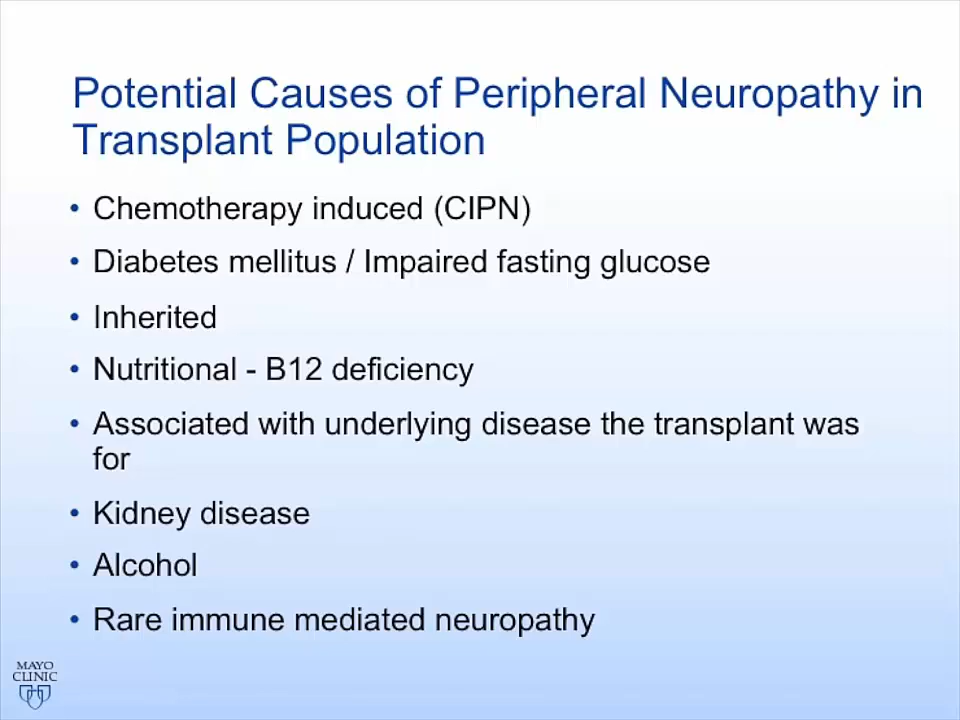 Potential Causes of Peripheral Neuropathy in
Transplant Population
• Chemotherapy induced (CIPN)
• Diabetes mellitus / Impaired fasting glucose
• Inherited
• Nutritional - B12 deficiency
• Associated with underlying disease the transplant was
for
• Kidney disease
• Alcohol
• Rare immune mediated neuropathy
MAYO
CLINIC